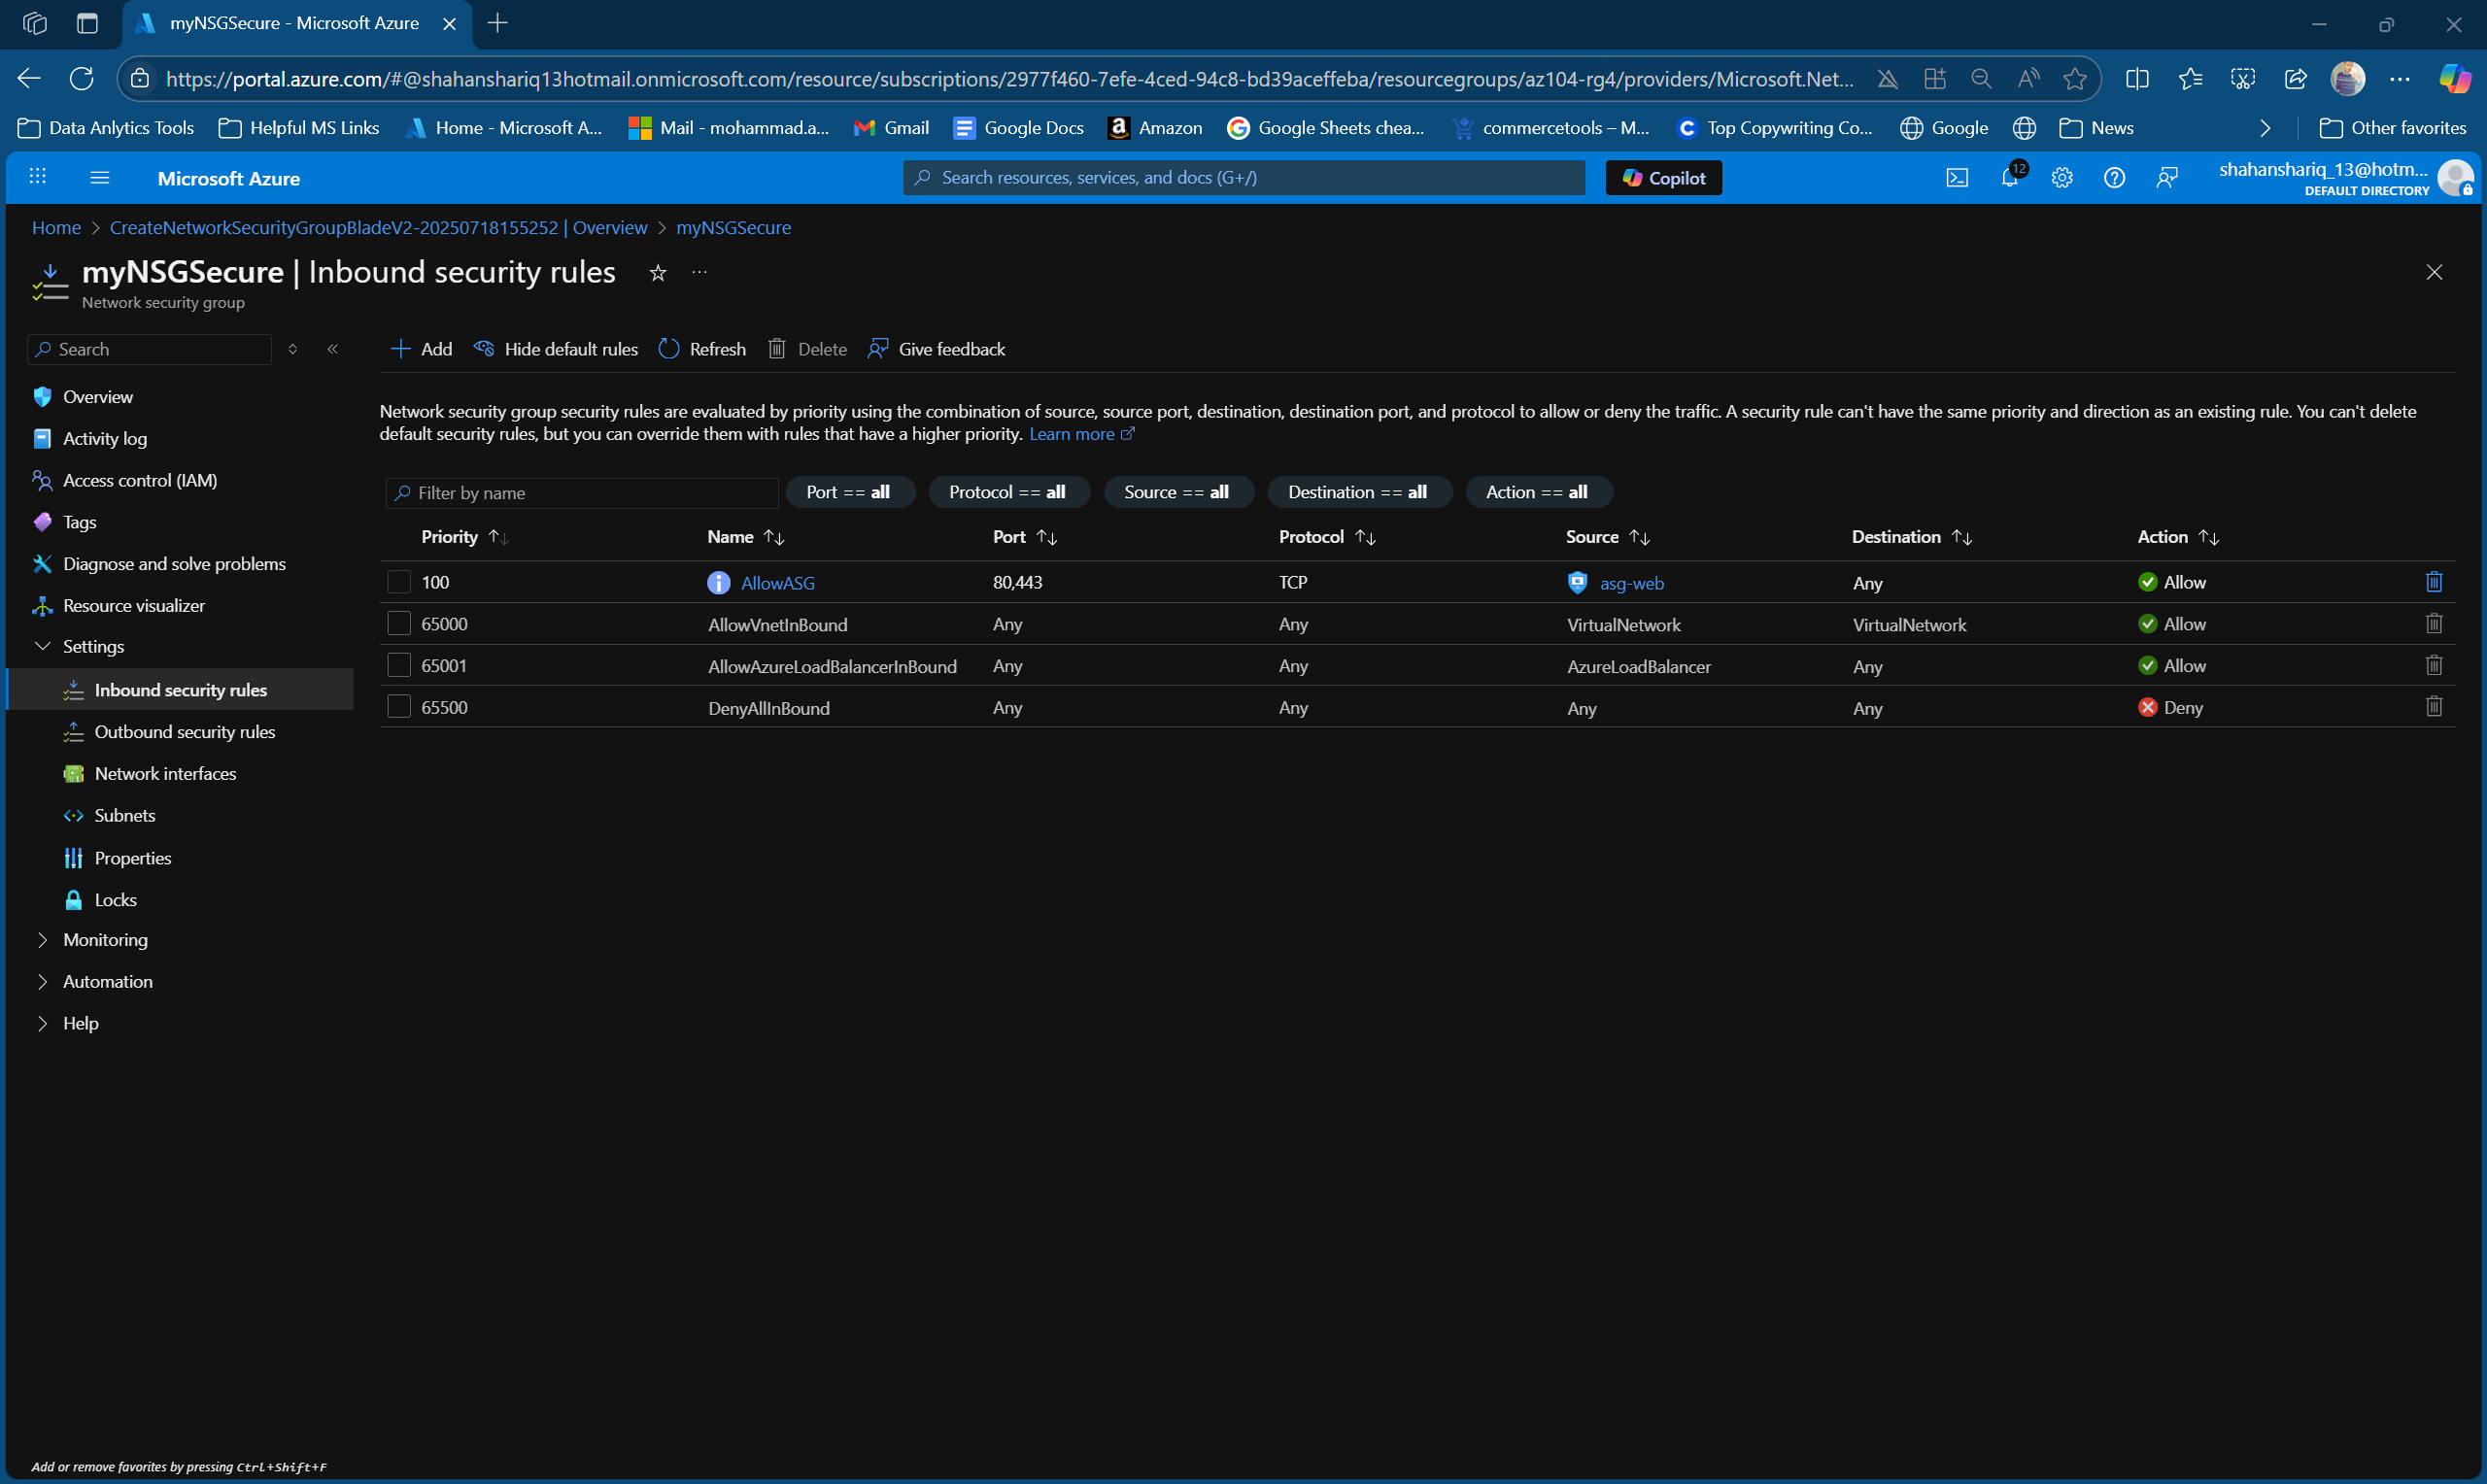 myNSGSecure - Microsoft Azure
https://portal.azure.com/#@shahanshariq13hotmail.onmicrosoft.com/resource/subscriptions/2977f460-7efe-4ced-94c8-bd39aceffeba/resourcegroups/az104-rg4/providers/Microsoft.Net...
Data Anlytics Tools Helpful MS Links Home - Microsoft A... Mail - mohammad.a... Gmail Google Docs Amazon Google Sheets chea... commercetools – M... Top Copywriting Co... Google News Other favorites
Microsoft Azure Search resources, services, and docs (G+/) Copilot 12 shahanshariq_13@hotm...
DEFAULT DIRECTORY
Home > CreateNetworkSecurityGroupBladeV2-20250718155252 | Overview > myNSGSecure
myNSGSecure | Inbound security rules
Network security group
Search
Add Hide default rules Refresh Delete Give feedback
Overview
Activity log
Access control (IAM)
Tags
Diagnose and solve problems
Resource visualizer
Settings
Inbound security rules
Outbound security rules
Network interfaces
Subnets
Properties
Locks
Monitoring
Automation
Help
Network security group security rules are evaluated by priority using the combination of source, source port, destination, destination port, and protocol to allow or deny the traffic. A security rule can't have the same priority and direction as an existing rule. You can't delete
default security rules, but you can override them with rules that have a higher priority. Learn more
Filter by name Port == all Protocol == all Source == all Destination == all Action == all
Priority Name Port Protocol Source Destination Action
100 AllowASG 80,443 TCP asg-web Any Allow
65000 AllowVnetInBound Any Any VirtualNetwork VirtualNetwork Allow
65001 AllowAzureLoadBalancerInBound Any Any AzureLoadBalancer Any Allow
65500 DenyAllInBound Any Any Any Any Deny
Add or remove favorites by pressing Ctrl+Shift+F